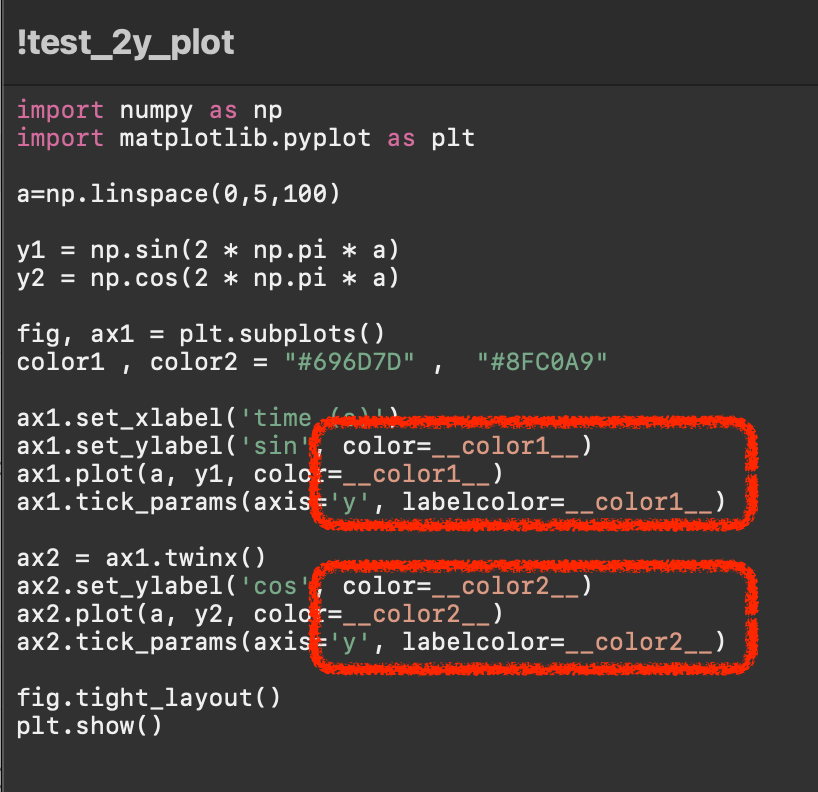 !test_2y_plot
import numpy as np
import matplotlib.pyplot as plt
a=np.linspace(0,5,100)
y1 = np.sin(2 * np.pi * a)
y2 = np.cos(2 * np.pi * a)
fig, ax1 = plt.subplots()
color1 , color2 = "#696D7D" ,  "#8FC0A9"
ax1.set_xlabel('time (s)')
ax1.set_ylabel('sin', color=__color1__)
ax1.plot(a, y1, color=__color1__)
ax1.tick_params(axis='y', labelcolor=__color1__)
ax2 = ax1.twinx()
ax2.set_ylabel('cos', color=__color2__)
ax2.plot(a, y2, color=__color2__)
ax2.tick_params(axis='y', labelcolor=__color2__)
fig.tight_layout()
plt.show()